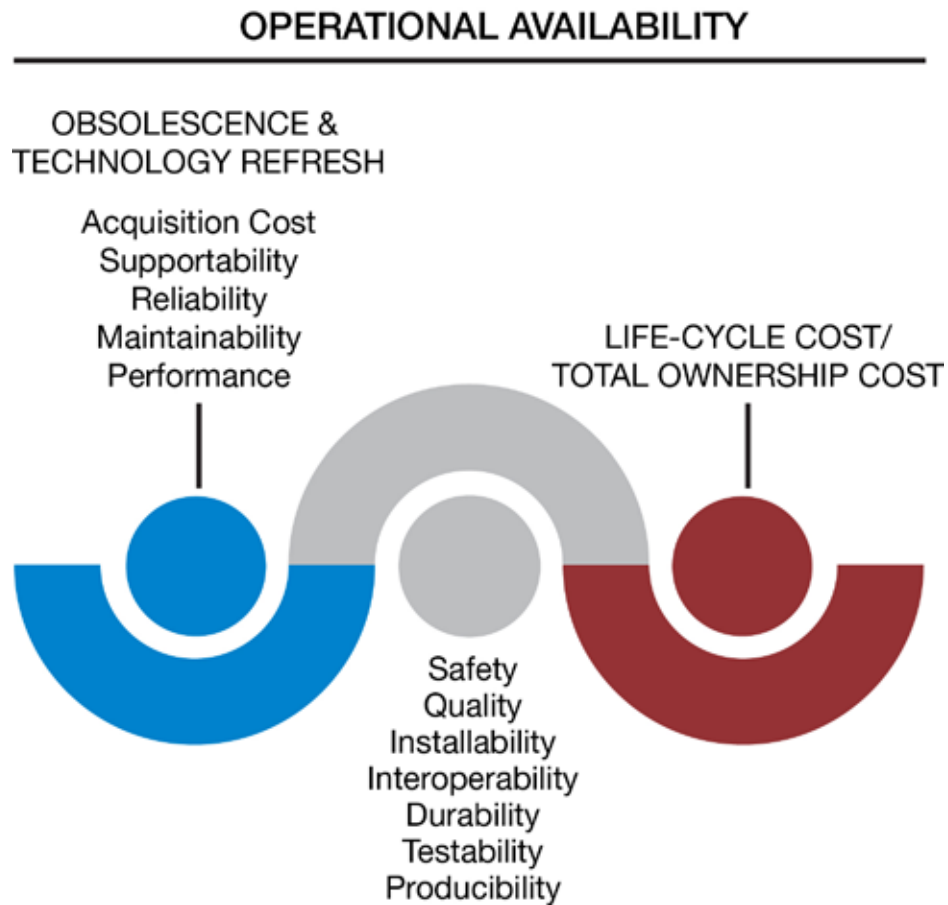 OPERATIONAL AVAILABILITY
OBSOLESCENCE &
TECHNOLOGY REFRESH
Acquisition Cost
Supportability
Reliability
Maintainability
Performance
LIFE-CYCLE COST/
TOTAL OWNERSHIP COST
Safety
Quality
Installability
Interoperability
Durability
Testability
Producibility